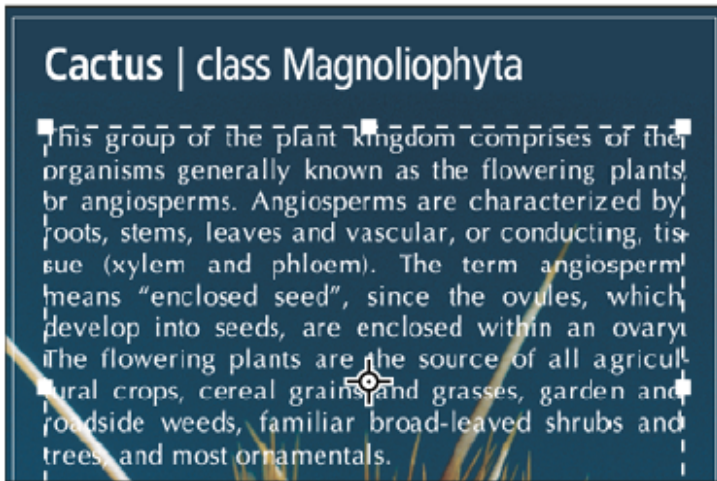 Cactus | class Magnoliophyta
This group of the plant kingdom comprises of the
organisms generally known as the flowering plants
or angiosperms. Angiosperms are characterized by
roots, stems, leaves and vascular, or conducting, tis-
sue (xylem and phloem). The term angiosperm
means “enclosed seed”, since the ovules, which
develop into seeds, are enclosed within an ovary.
The flowering plants are the source of all agricul-
tural crops, cereal grains and grasses, garden and
roadside weeds, familiar broad-leaved shrubs and
trees, and most ornamentals.